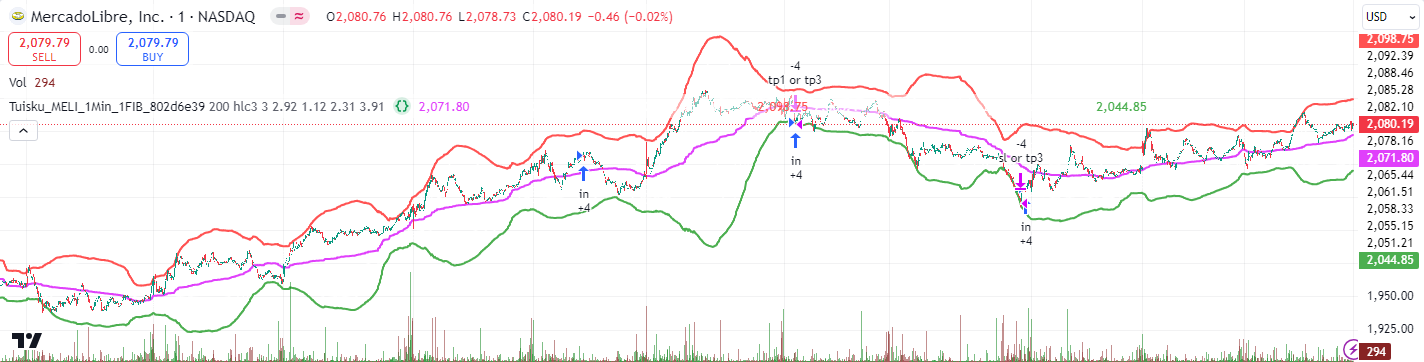 MercadoLibre, Inc. · 1 · NASDAQ O2,080.76 H2,080.76 L2,078.73 C2,080.19 −0.46 (−0.02%)
USD
2,079.79 0.00 2,079.79
SELL BUY
Vol 294
Tuisku_MELI_1Min_1FIB_802d6e39 200 hlc3 3 2.92 1.12 2.31 3.91 {} 2,071.80
-4
tp1 or tp3
2,098.75
2,044.85
in
+4
in
+4
-4
sl or tp3
in
+4
2,098.75
2,092.39
2,088.46
2,085.28
2,082.10
2,080.19
2,078.16
2,071.80
2,065.44
2,061.51
2,058.33
2,055.15
2,051.21
2,044.85
1,950.00
1,925.00
294